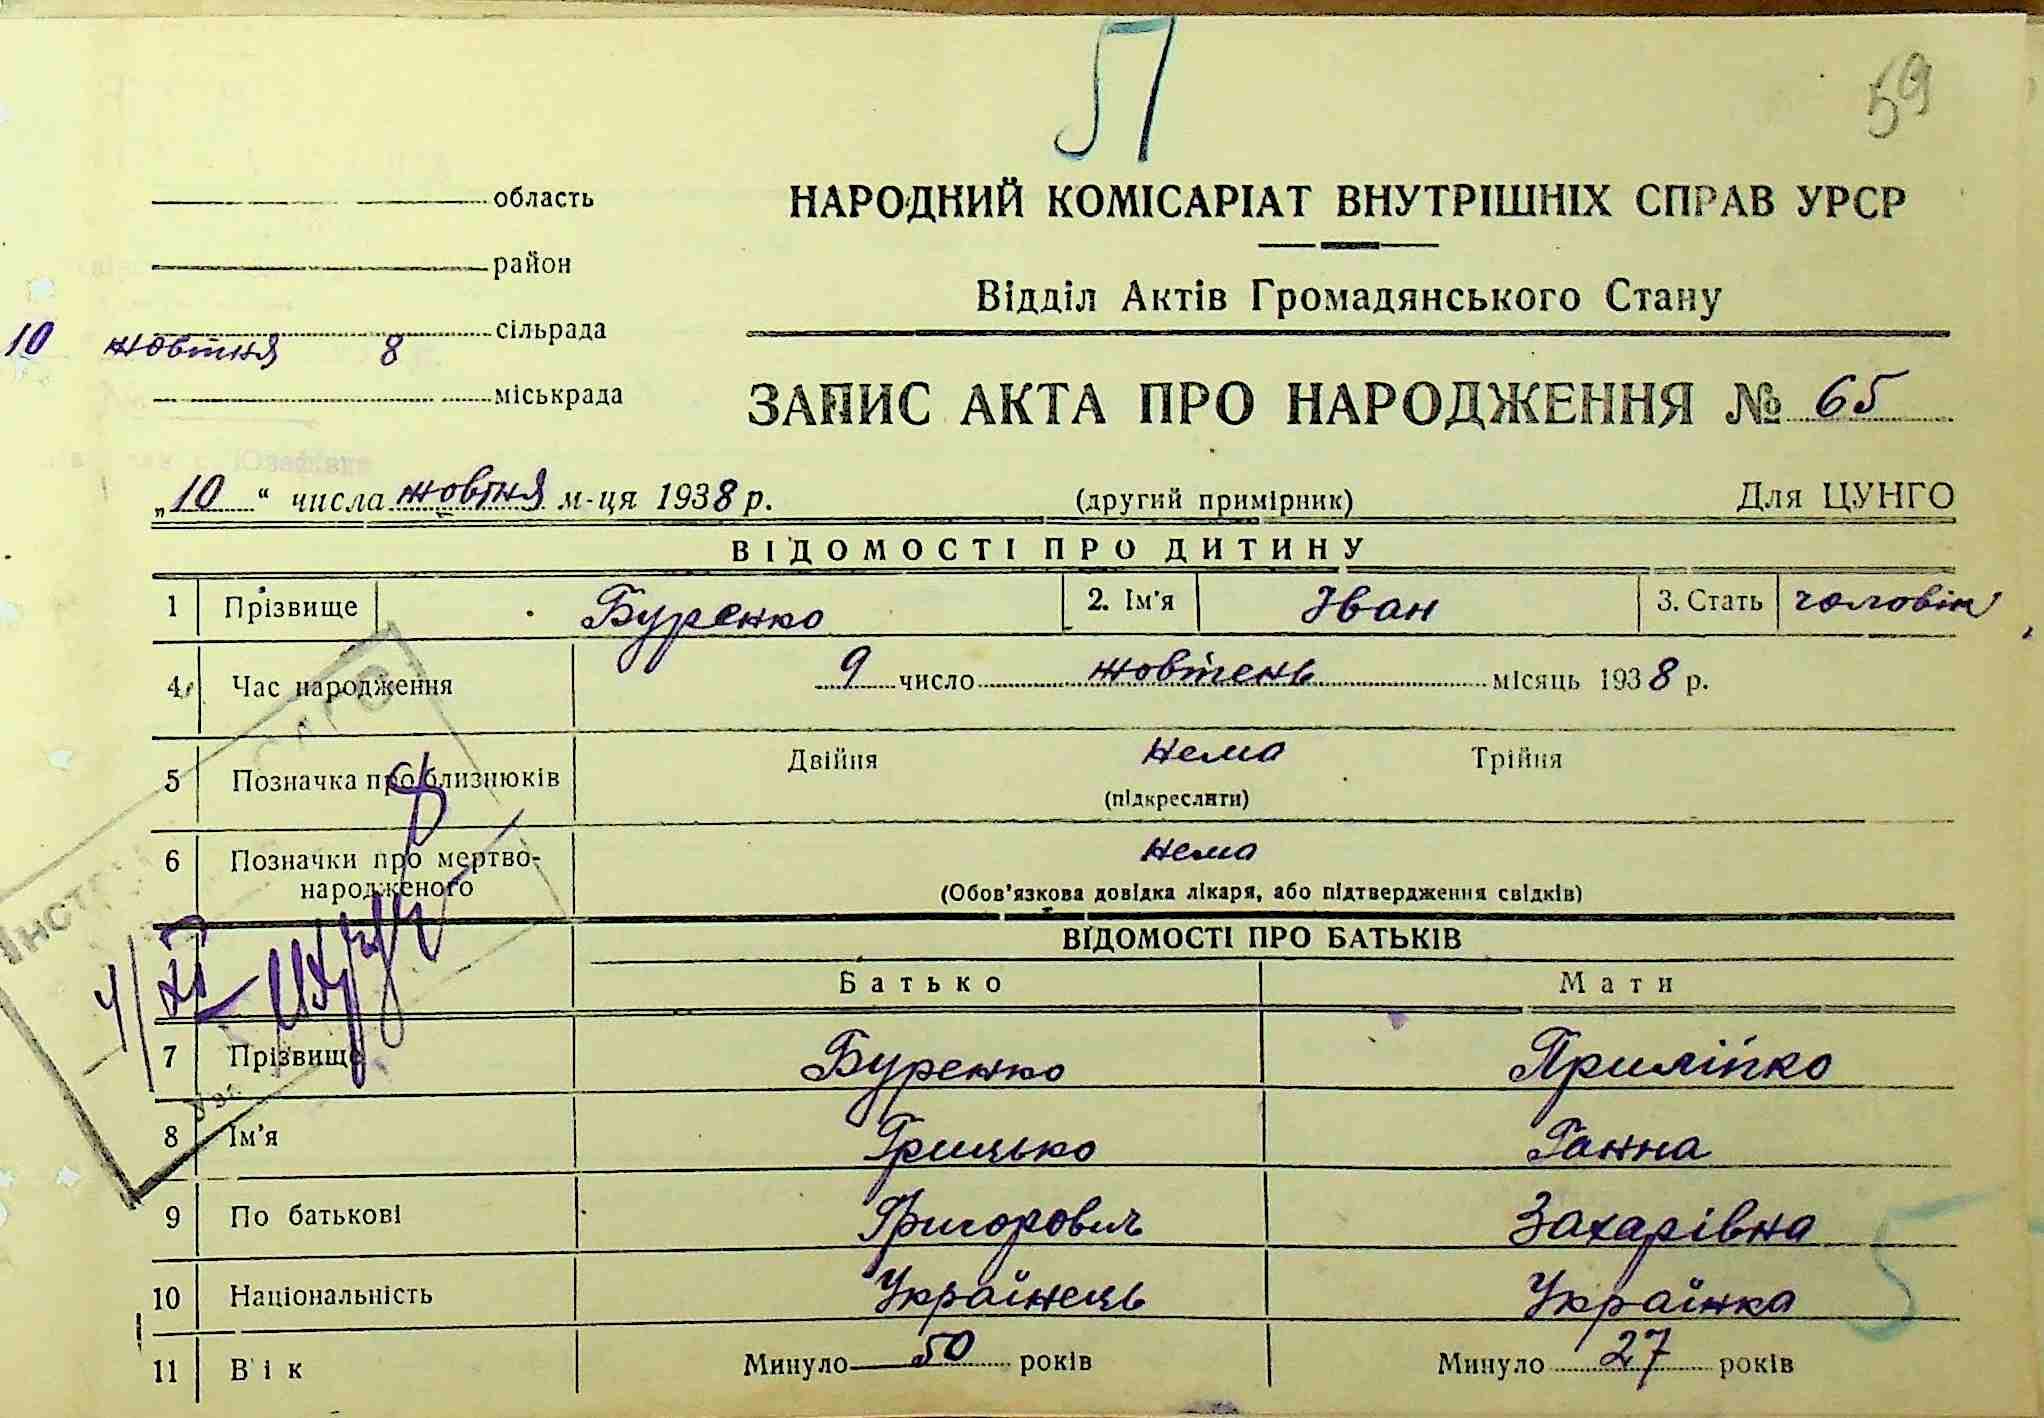 57
59
область
район
сільрада
10 жовтня 8
міськрада
НАРОДНИЙ КОМІСАРІАТ ВНУТРІШНІХ СПРАВ УРСР
Відділ Актів Громадянського Стану
ЗАПИС АКТА ПРО НАРОДЖЕННЯ № 65
„10“ числа жовтня м-ця 1938 р. (другий примірник) Для ЦУНГО
ВІДОМОСТІ ПРО ДИТИНУ
1 Прізвище Буренко 2. Ім'я Іван 3. Стать чоловік
4 Час народження 9 число жовтень місяць 1938 р.
5 Позначка про близнюків Двійня нема Трійня
(підкреслити)
6 Позначки про мертво-
народженого нема
(Обов'язкова довідка лікаря, або підтвердження свідків)
ВІДОМОСТІ ПРО БАТЬКІВ
Батько Мати
7 Прізвище Буренко Приліпко
8 Ім'я Грицько Ганна
9 По батькові Григорович Захарівна
10 Національність Українець Українка
11 Вік Минуло 50 років Минуло 27 років
5